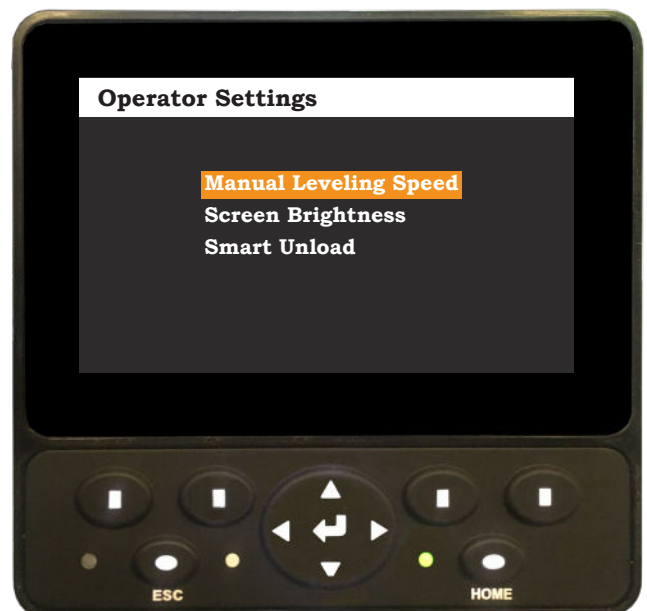 Operator Settings
Manual Leveling Speed
Screen Brightness
Smart Unload
ESC
HOME